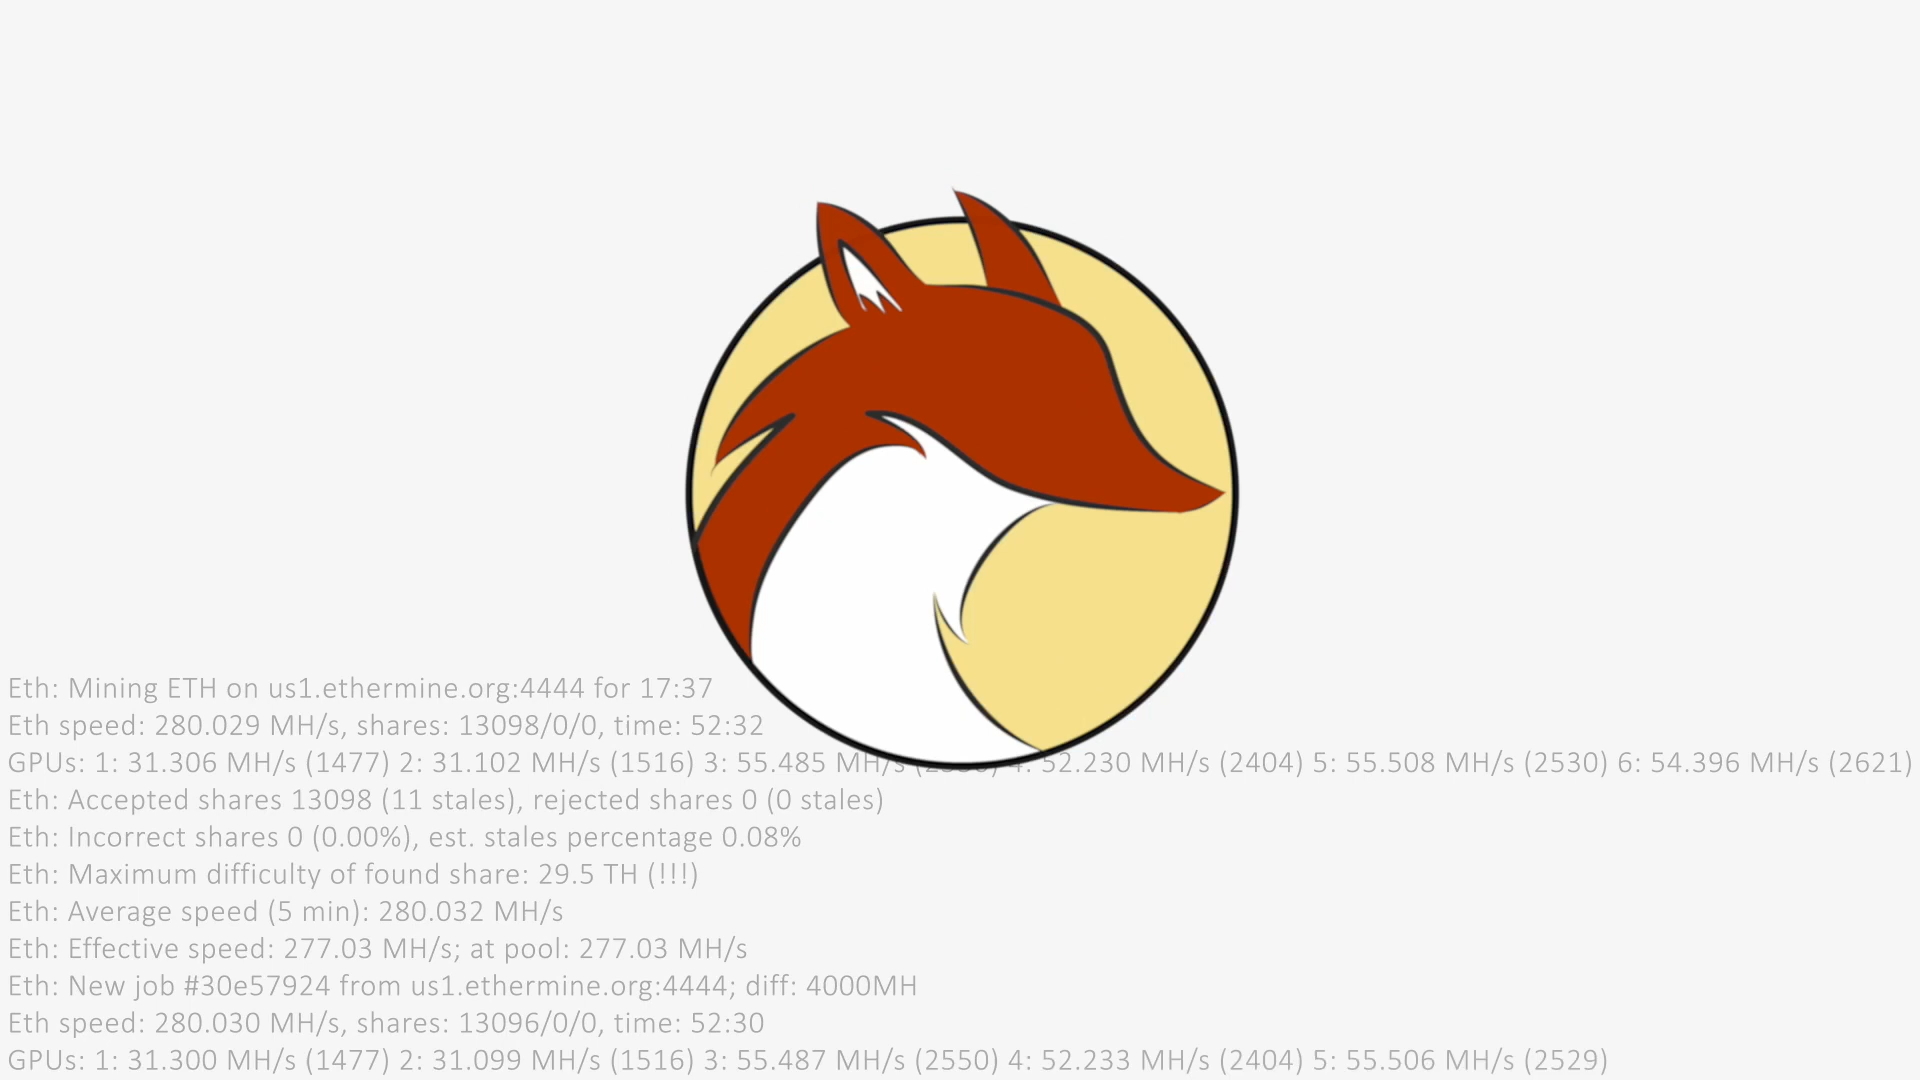 Eth: Mining ETH on us1.ethermine.org:4444 for 17:37
Eth speed: 280.029 MH/s, shares: 13098/0/0, time: 52:32
GPUs: 1: 31.306 MH/s (1477) 2: 31.102 MH/s (1516) 3: 55.485 MH/s 4: 52.230 MH/s (2404) 5: 55.508 MH/s (2530) 6: 54.396 MH/s (2621)
Eth: Accepted shares 13098 (11 stales), rejected shares 0 (0 stales)
Eth: Incorrect shares 0 (0.00%), est. stales percentage 0.08%
Eth: Maximum difficulty of found share: 29.5 TH (!!!)
Eth: Average speed (5 min): 280.032 MH/s
Eth: Effective speed: 277.03 MH/s; at pool: 277.03 MH/s
Eth: New job #30e57924 from us1.ethermine.org:4444; diff: 4000MH
Eth speed: 280.030 MH/s, shares: 13096/0/0, time: 52:30
GPUs: 1: 31.300 MH/s (1477) 2: 31.099 MH/s (1516) 3: 55.487 MH/s (2550) 4: 52.233 MH/s (2404) 5: 55.506 MH/s (2529)